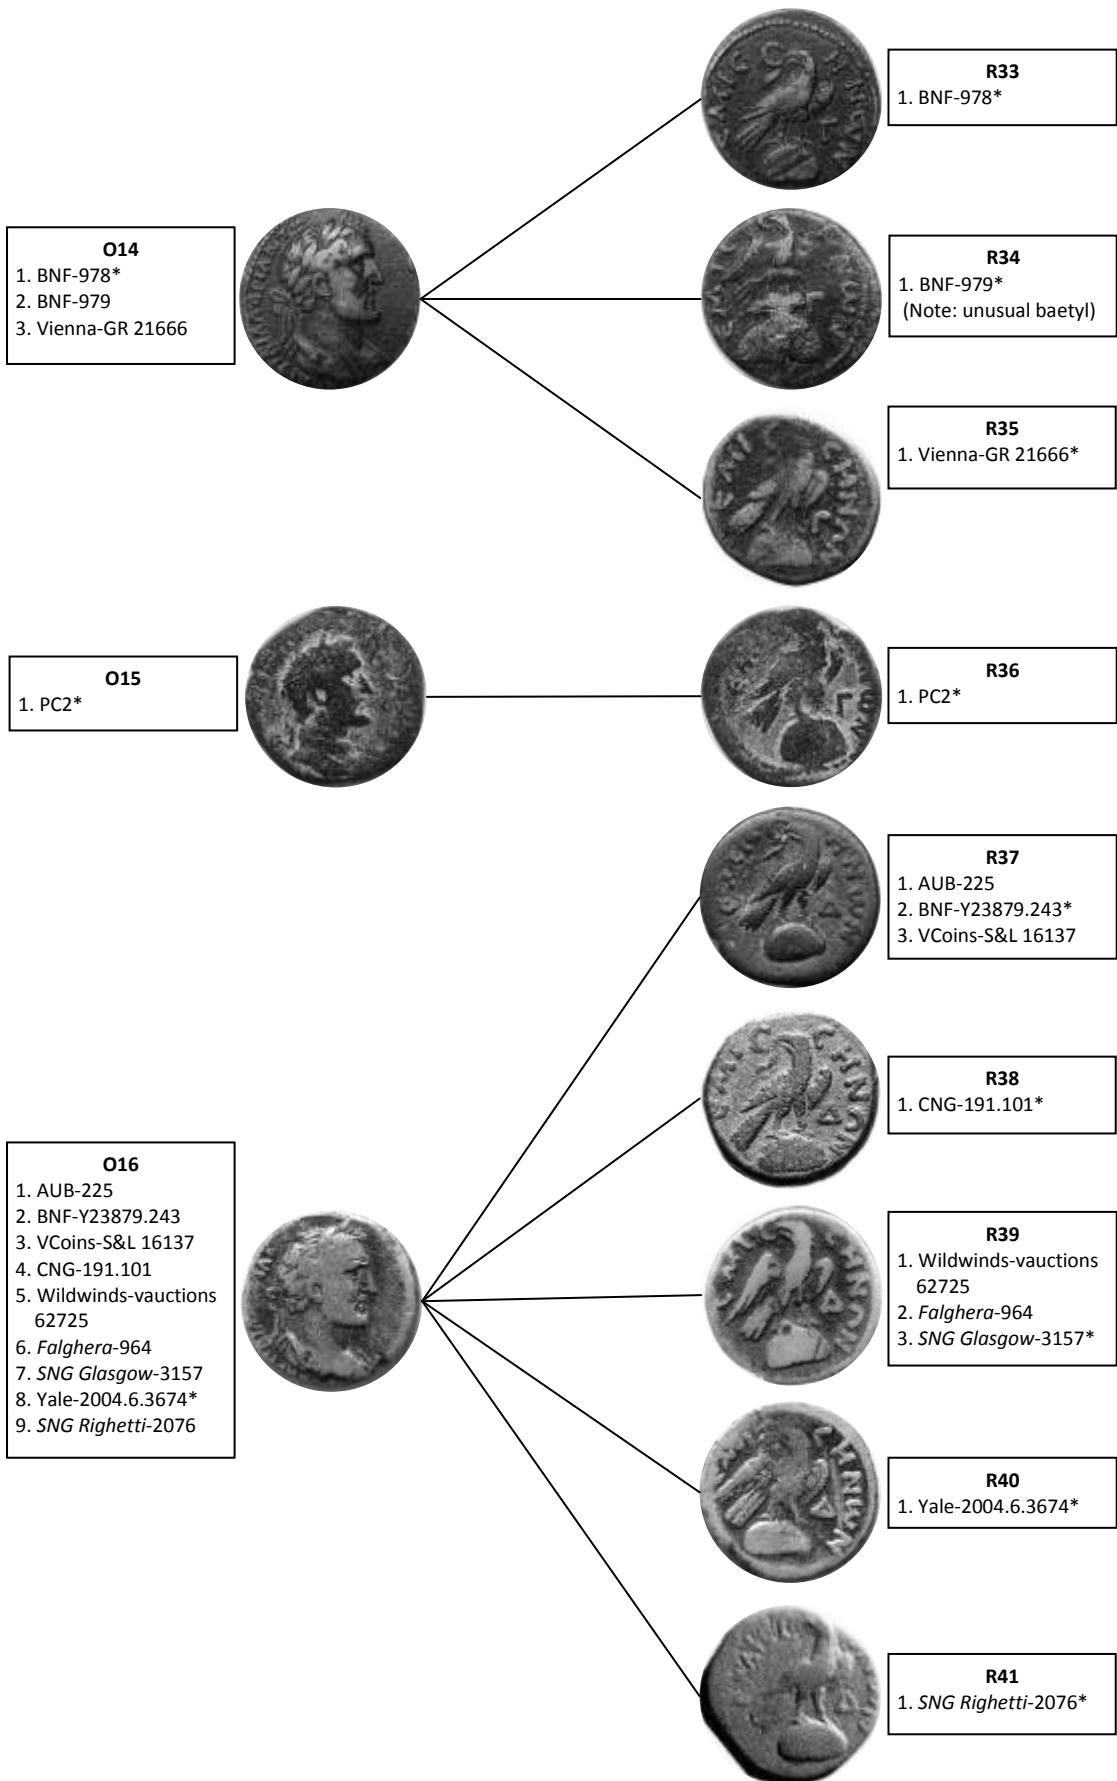 R33
1. BNF-978*
O14
1. BNF-978*
2. BNF-979
3. Vienna-GR 21666
R34
1. BNF-979*
(Note: unusual baetyl)
R35
1. Vienna-GR 21666*
O15
1. PC2*
R36
1. PC2*
R37
1. AUB-225
2. BNF-Y23879.243*
3. VCoins-S&L 16137
R38
1. CNG-191.101*
O16
1. AUB-225
2. BNF-Y23879.243
3. VCoins-S&L 16137
4. CNG-191.101
5. Wildwinds-vauctions
62725
6. Falghera-964
7. SNG Glasgow-3157
8. Yale-2004.6.3674*
9. SNG Righetti-2076
R39
1. Wildwinds-vauctions
62725
2. Falghera-964
3. SNG Glasgow-3157*
R40
1. Yale-2004.6.3674*
R41
1. SNG Righetti-2076*